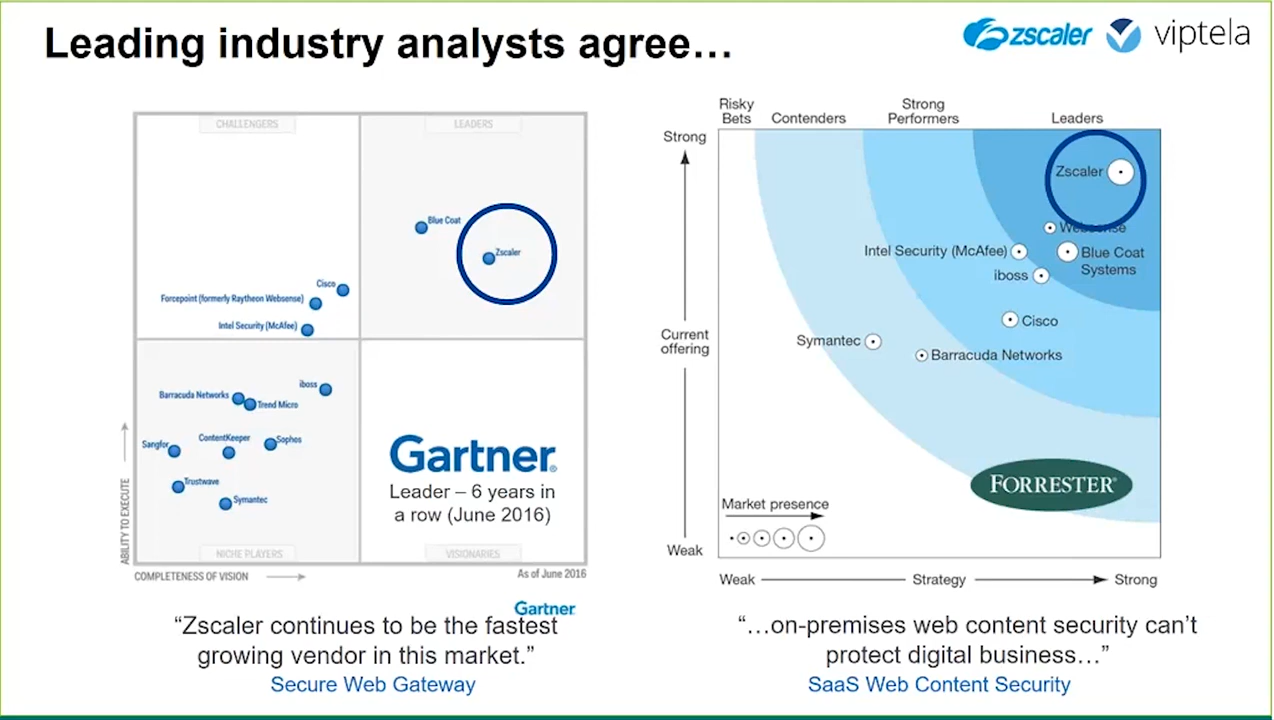 Leading industry analysts agree…
zscaler
viptela
CHALLENGERS
LEADERS
Blue Coat
Zscaler
Cisco
Forcepoint (formerly Raytheon Websense)
Intel Security (McAfee)
iboss
Barracuda Networks
Trend Micro
ContentKeeper
Sophos
Sangfor
Trustwave
Symantec
Gartner®
Leader – 6 years in
a row (June 2016)
NICHE PLAYERS
VISIONARIES
ABILITY TO EXECUTE
COMPLETENESS OF VISION
As of June 2016
Gartner
“Zscaler continues to be the fastest
growing vendor in this market.”
Secure Web Gateway
Risky
Bets
Contenders
Strong
Performers
Leaders
Strong
Zscaler
Websense
Intel Security (McAfee)
Blue Coat
Systems
iboss
Cisco
Current
offering
Symantec
Barracuda Networks
FORRESTER®
Market presence
Weak
Weak
Strategy
Strong
“…on-premises web content security can’t
protect digital business…”
SaaS Web Content Security